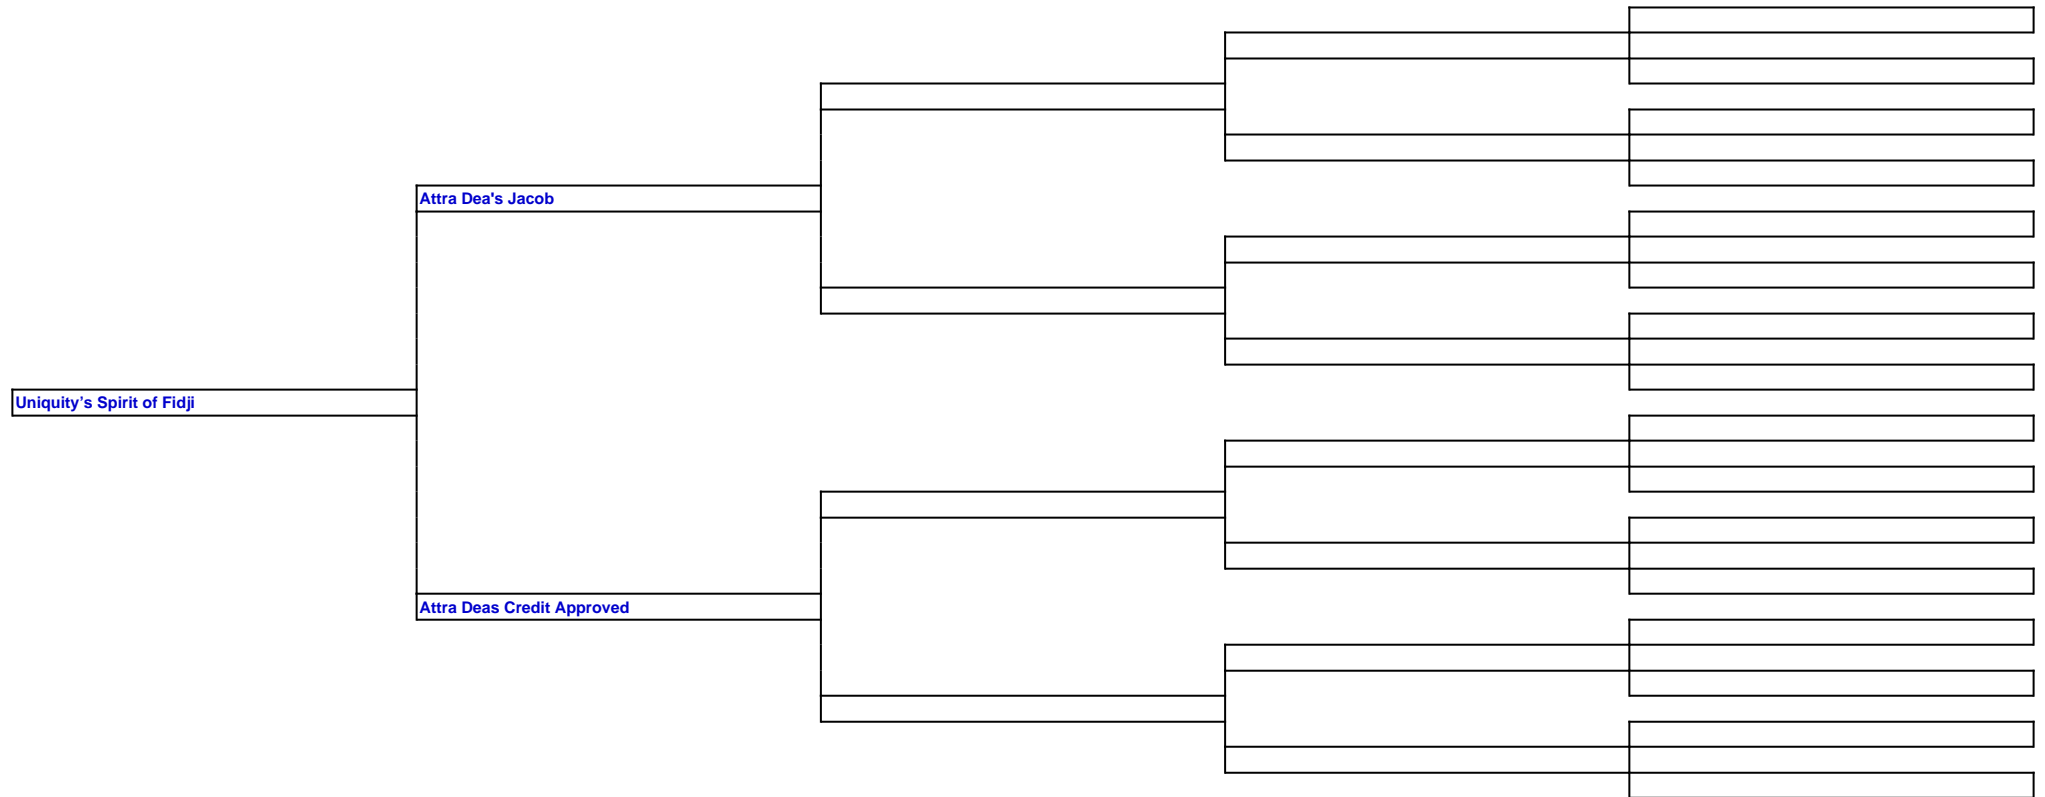 Attra Dea's Jacob
Uniquity’s Spirit of Fidji
Attra Deas Credit Approved